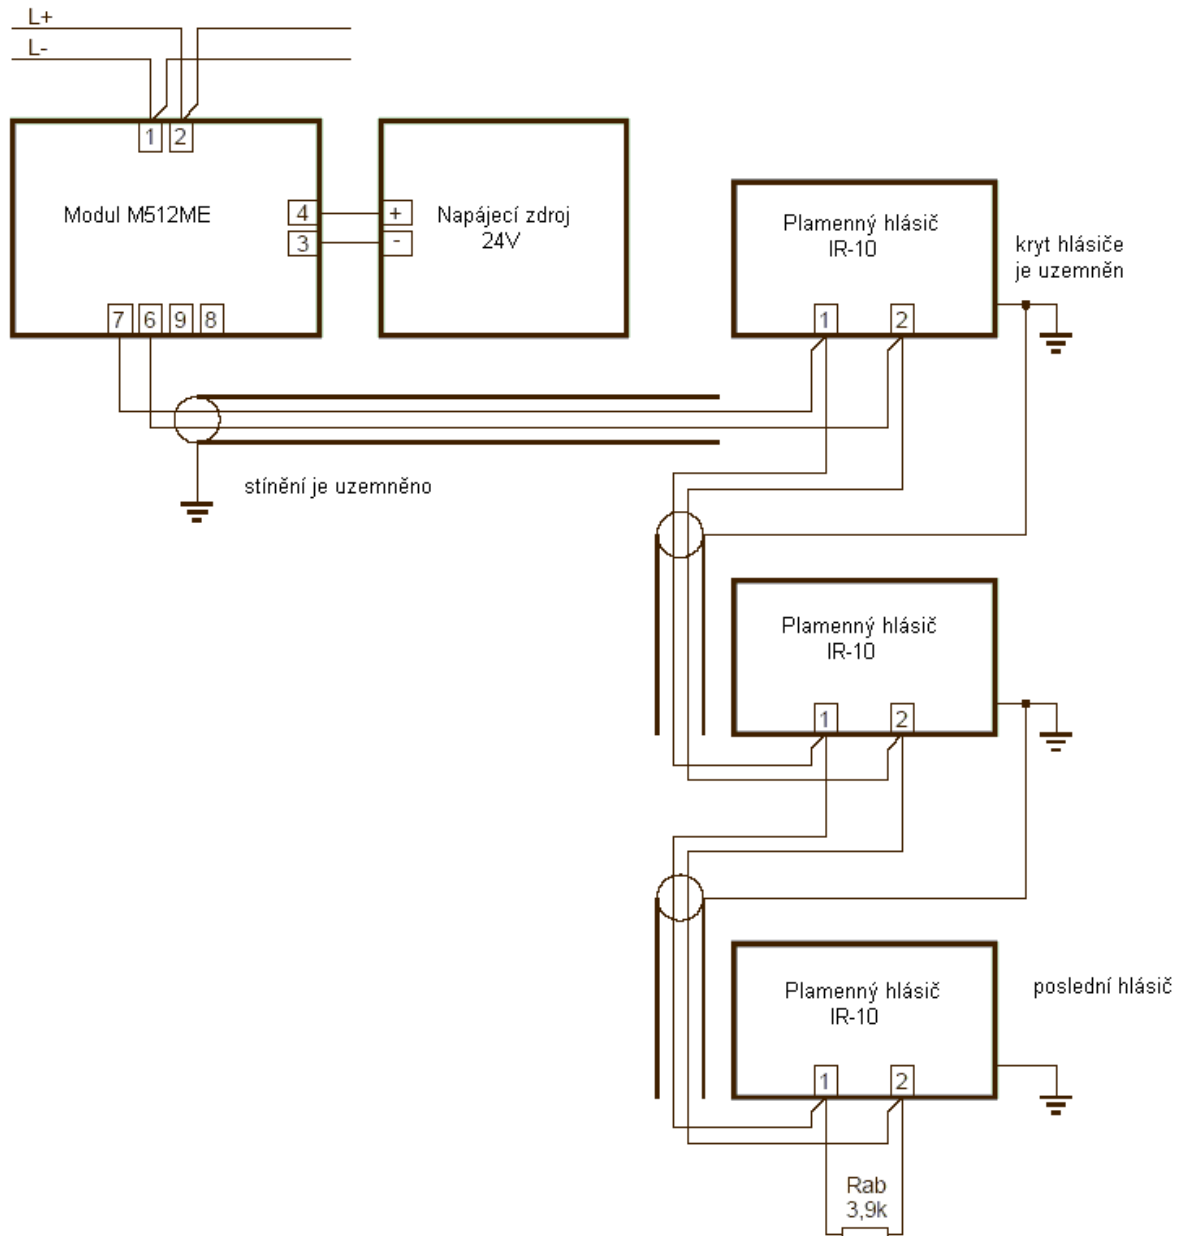 L+
L-
1 2
Modul M512ME
4
3
7 6 9 8
+
-
Napájecí zdroj
24V
Plamenný hlásič
IR-10
1 2
kryt hlásiče
je uzemněn
stínění je uzemněno
Plamenný hlásič
IR-10
1 2
Plamenný hlásič
IR-10
1 2
poslední hlásič
Rab
3,9k